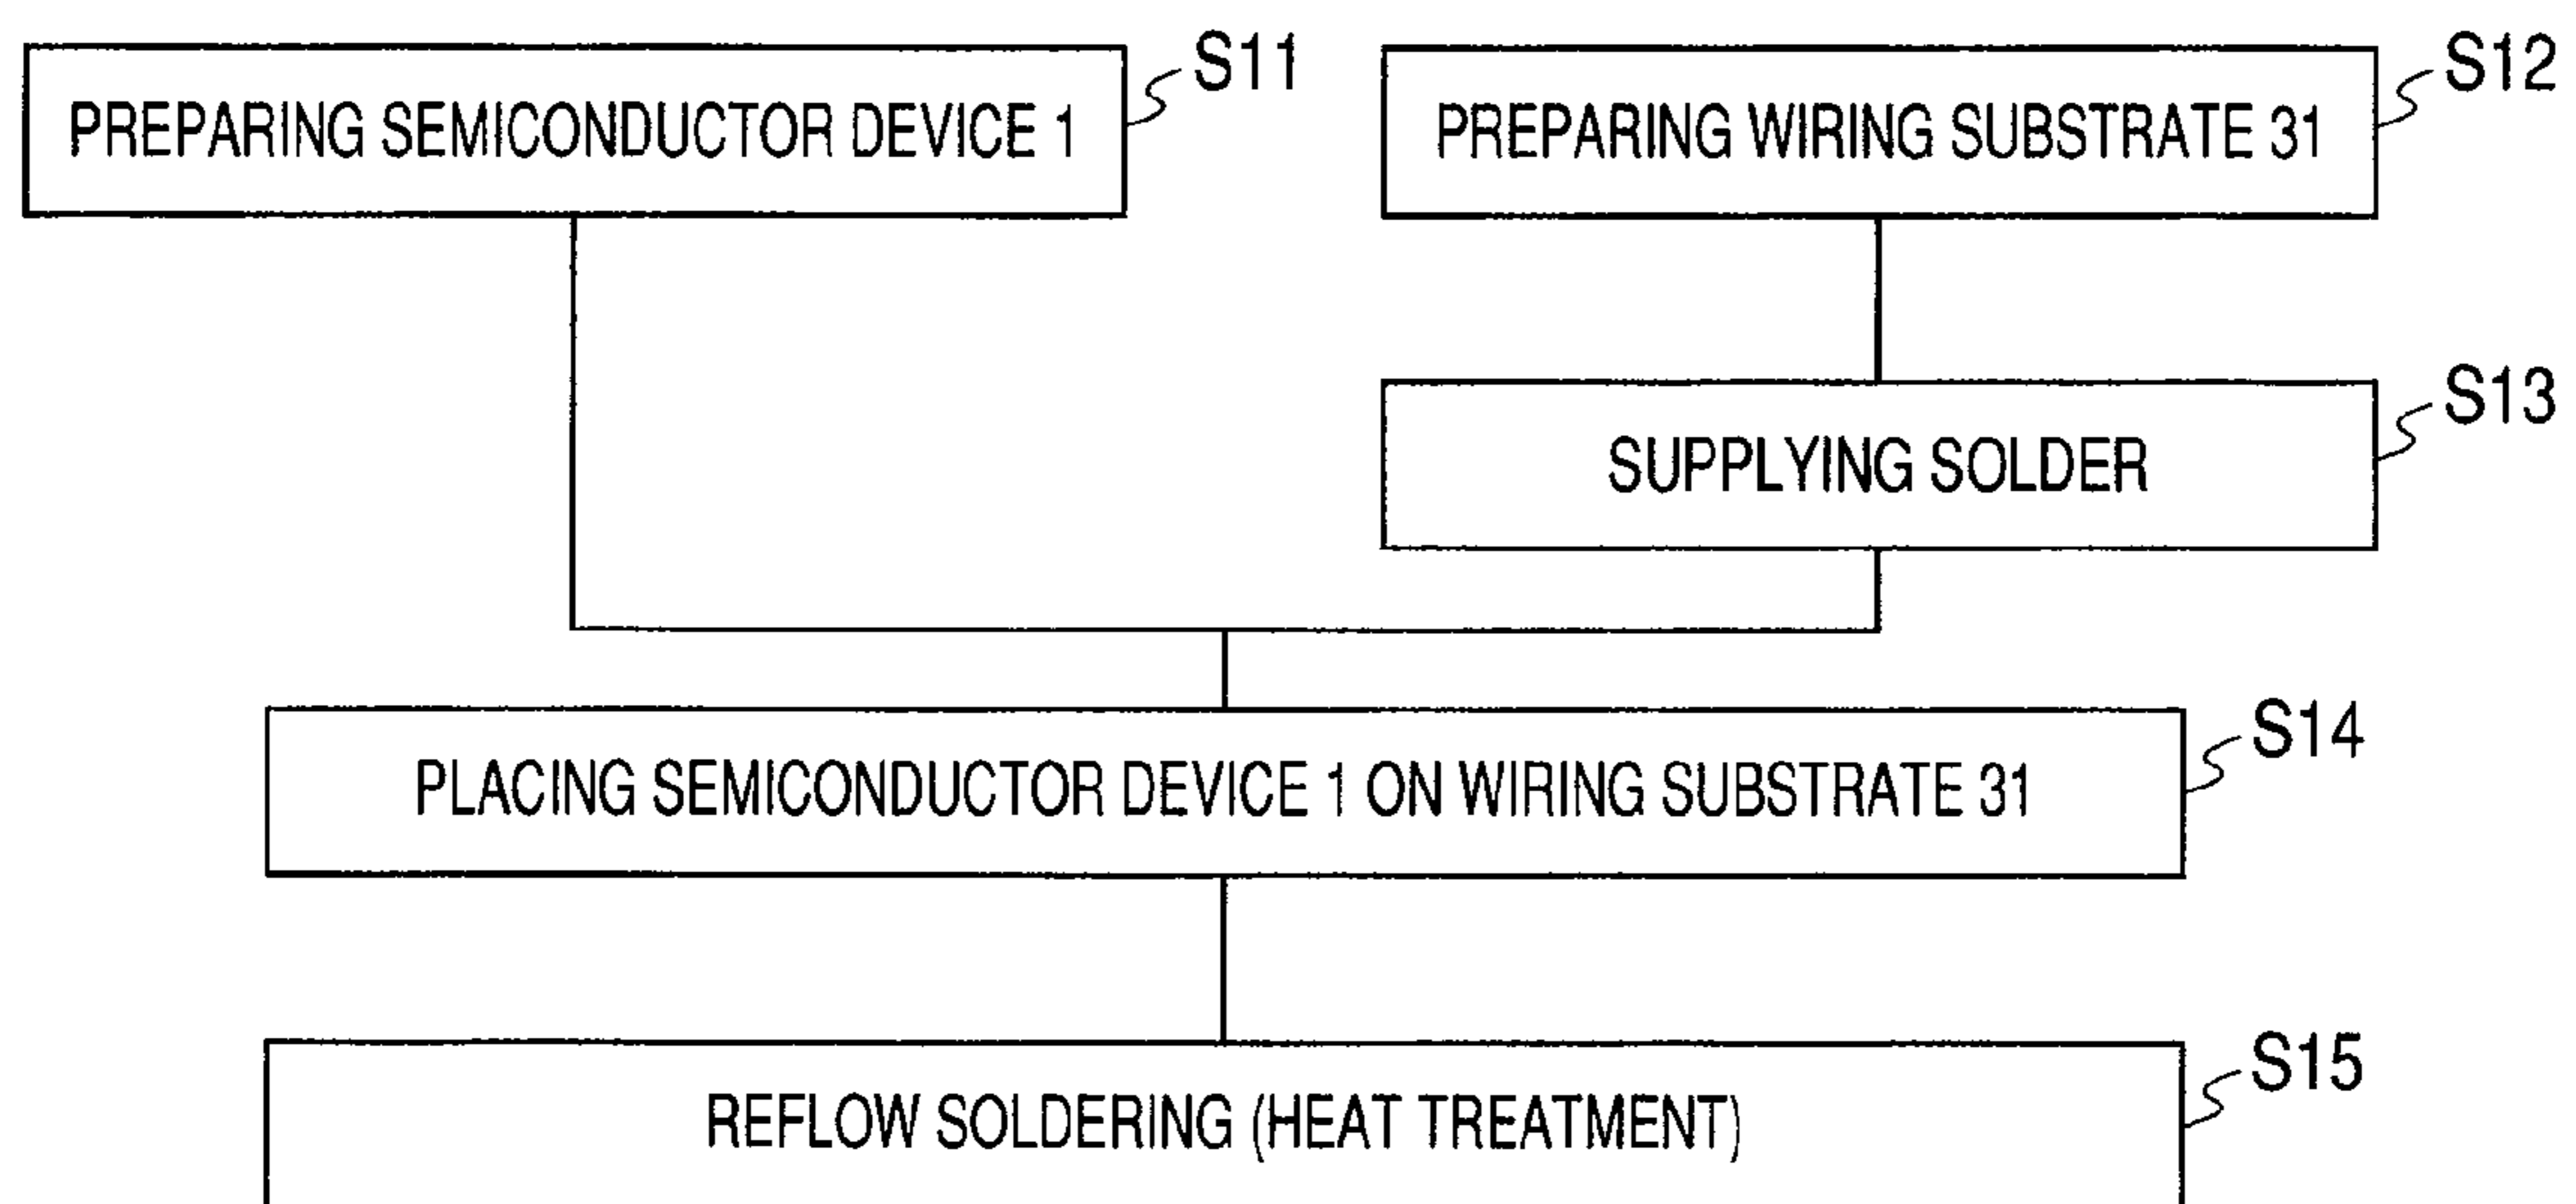 PREPARING SEMICONDUCTOR DEVICE 1
S11
PREPARING WIRING SUBSTRATE 31
S12
SUPPLYING SOLDER
S13
PLACING SEMICONDUCTOR DEVICE 1 ON WIRING SUBSTRATE 31
S14
REFLOW SOLDERING (HEAT TREATMENT)
S15